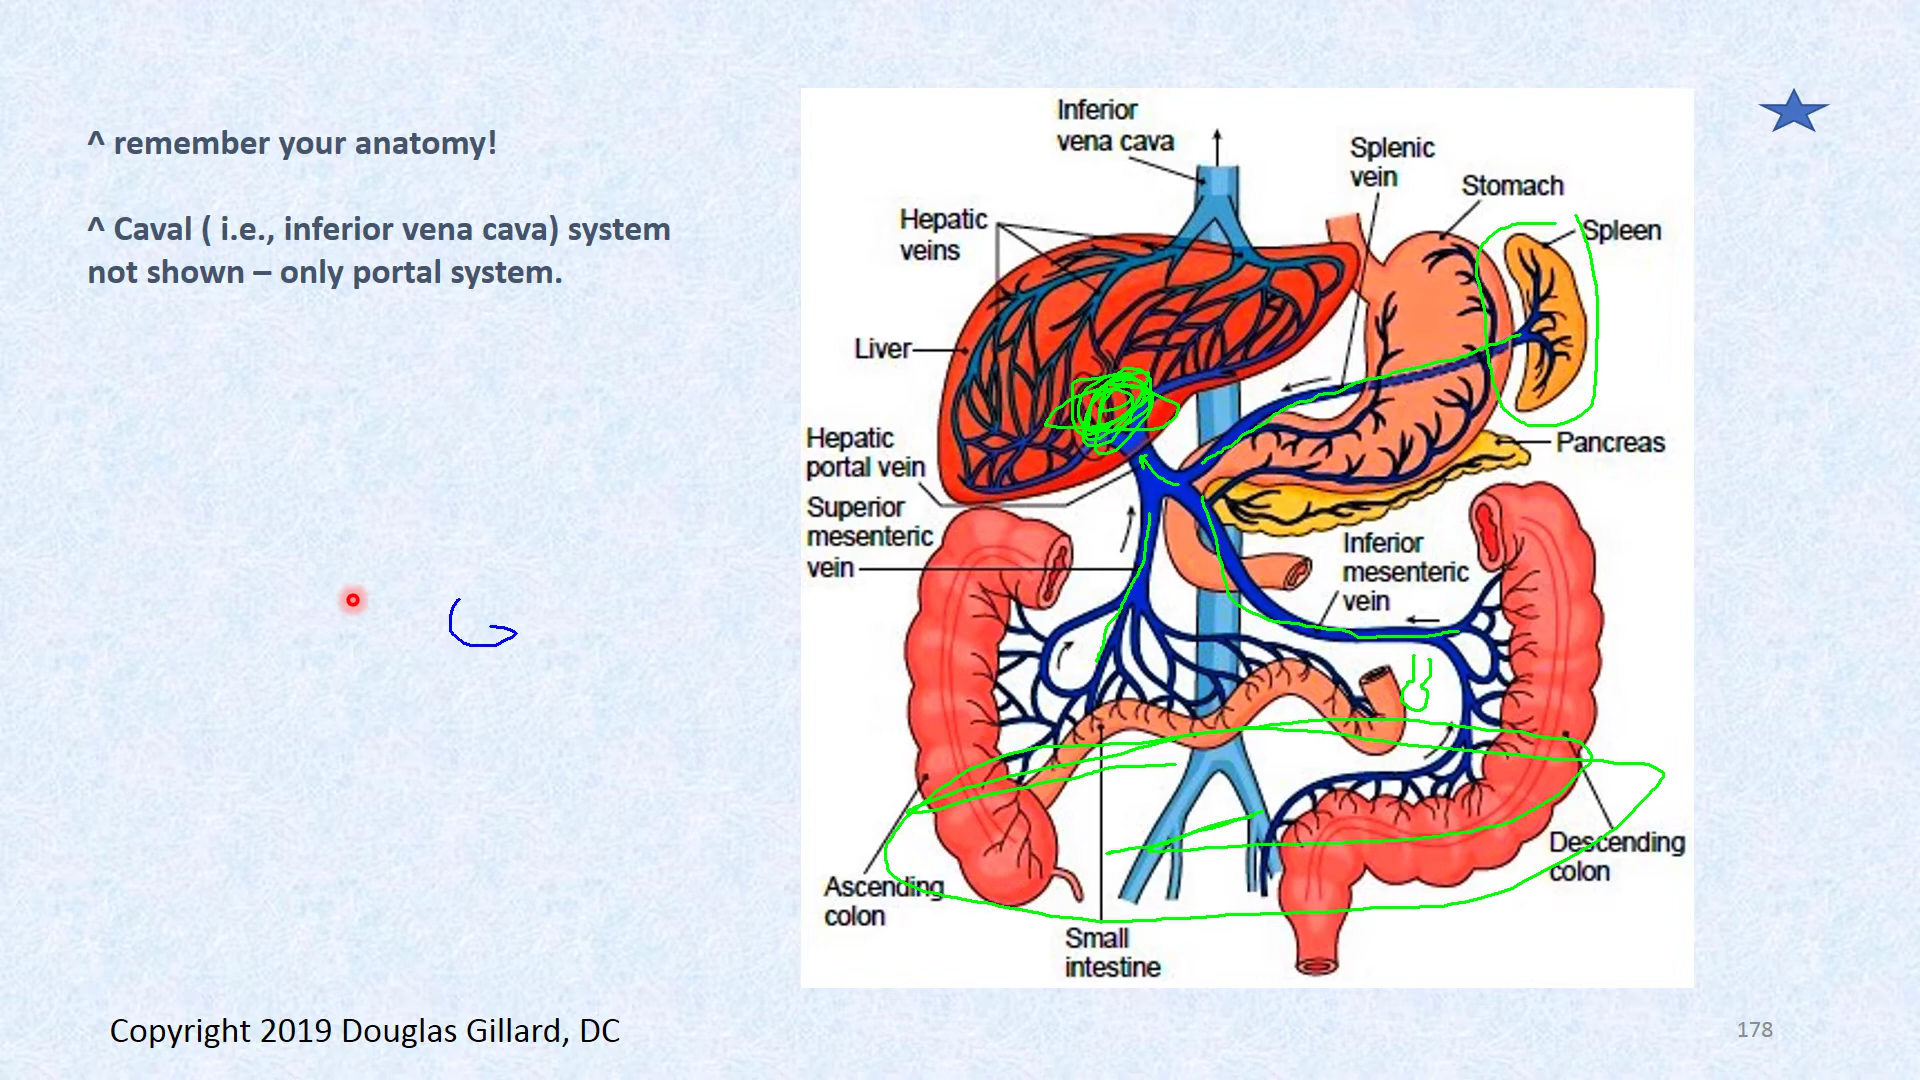 ^ remember your anatomy!
^ Caval ( i.e., inferior vena cava) system
not shown – only portal system.
Inferior
vena cava
Splenic
vein
Stomach
Spleen
Hepatic
veins
Liver
Hepatic
portal vein
Pancreas
Superior
mesenteric
vein
Inferior
mesenteric
vein
Descending
colon
Ascending
colon
Small
intestine
Copyright 2019 Douglas Gillard, DC
178